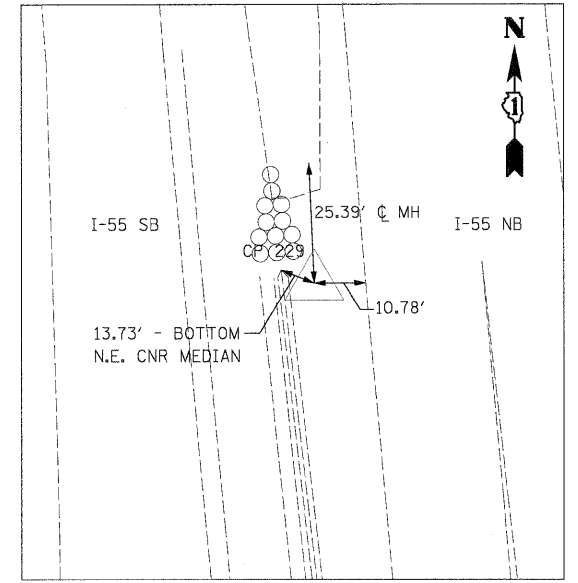 N
1
25.39' ℄ MH
I-55 SB
I-55 NB
CP 229
10.78'
13.73' - BOTTOM
N.E. CNR MEDIAN